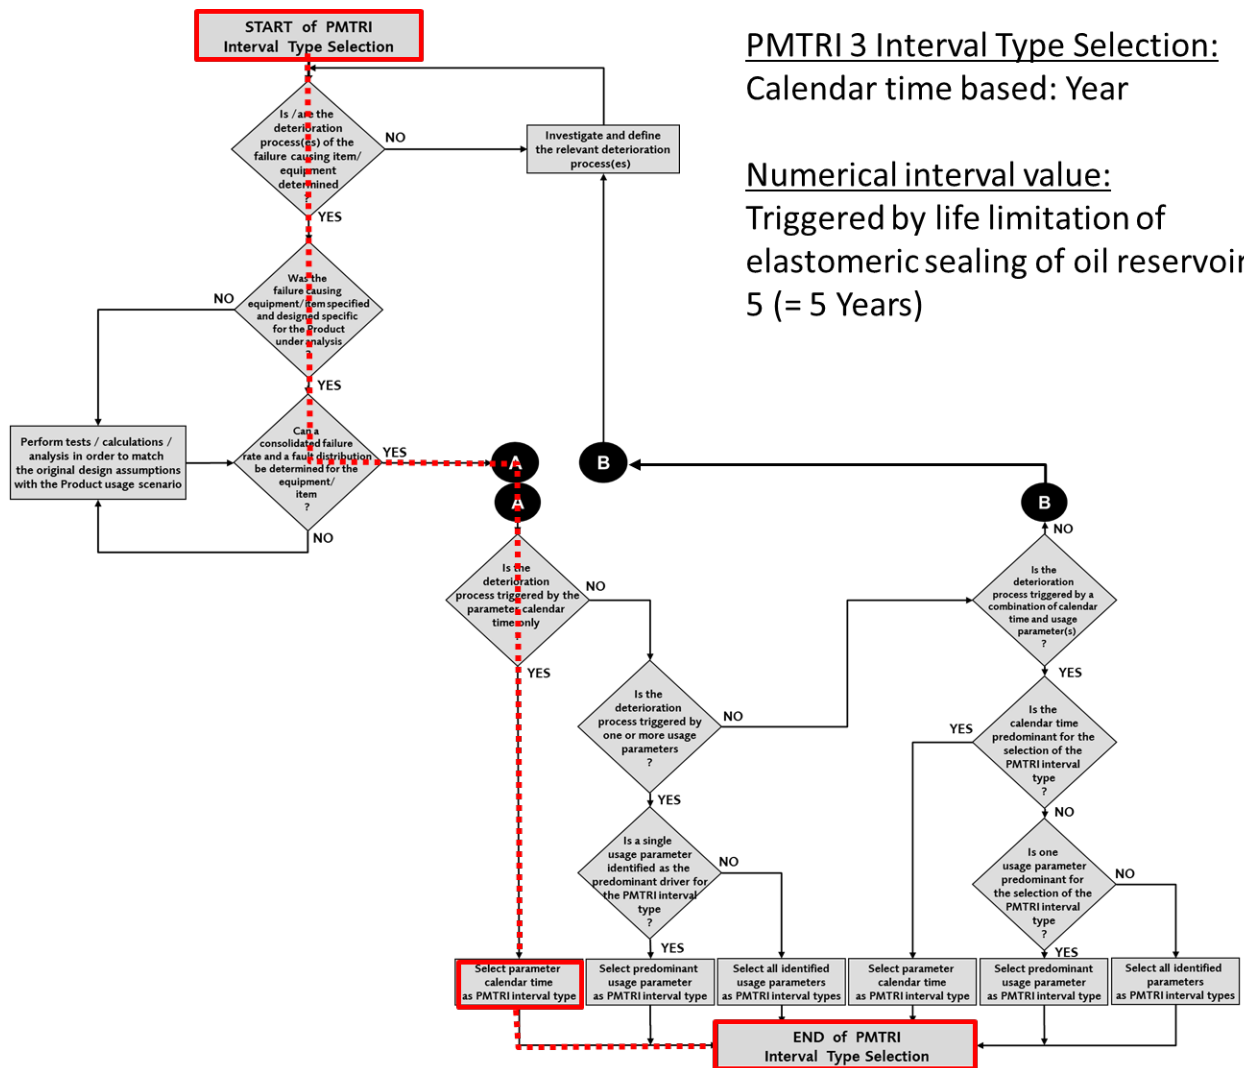 START of PMTRI
Interval Type Selection
PMTRI 3 Interval Type Selection:
Calendar time based: Year
Numerical interval value:
Triggered by life limitation of
elastomeric sealing of oil reservoir
5 (= 5 Years)
Is /are the
deterioration
process(es) of the
failure causing item/
equipment
determined
?
NO
Investigate and define
the relevant deterioration
process(es)
YES
Was the
failure causing
equipment/item specified
and designed specific
for the Product
under analysis
?
NO
YES
Perform tests / calculations /
analysis in order to match
the original design assumptions
with the Product usage scenario
Can a
consolidated failure
rate and a fault distribution
be determined for the
equipment/
item
?
YES
NO
A
B
A
B
NO
Is the
deterioration
process triggered by the
parameter calendar
time only
?
NO
YES
Is the
deterioration
process triggered by a
combination of calendar
time and usage
parameter(s)
?
YES
Is the
deterioration
process triggered by
one or more usage
parameters
?
NO
YES
Is the
calendar time
predominant for the
selection of the
PMTRI interval
type
?
YES
NO
Is a single
usage parameter
identified as the
predominant driver for
the PMTRI interval
type
?
NO
YES
Is one
usage parameter
predominant for
the selection of the
PMTRI interval
type
?
NO
YES
Select parameter
calendar time
as PMTRI interval type
Select predominant
usage parameter
as PMTRI interval type
Select all identified
usage parameters
as PMTRI interval types
Select parameter
calendar time
as PMTRI interval type
Select predominant
usage parameter
as PMTRI interval type
Select all identified
parameters
as PMTRI interval types
END of PMTRI
Interval Type Selection